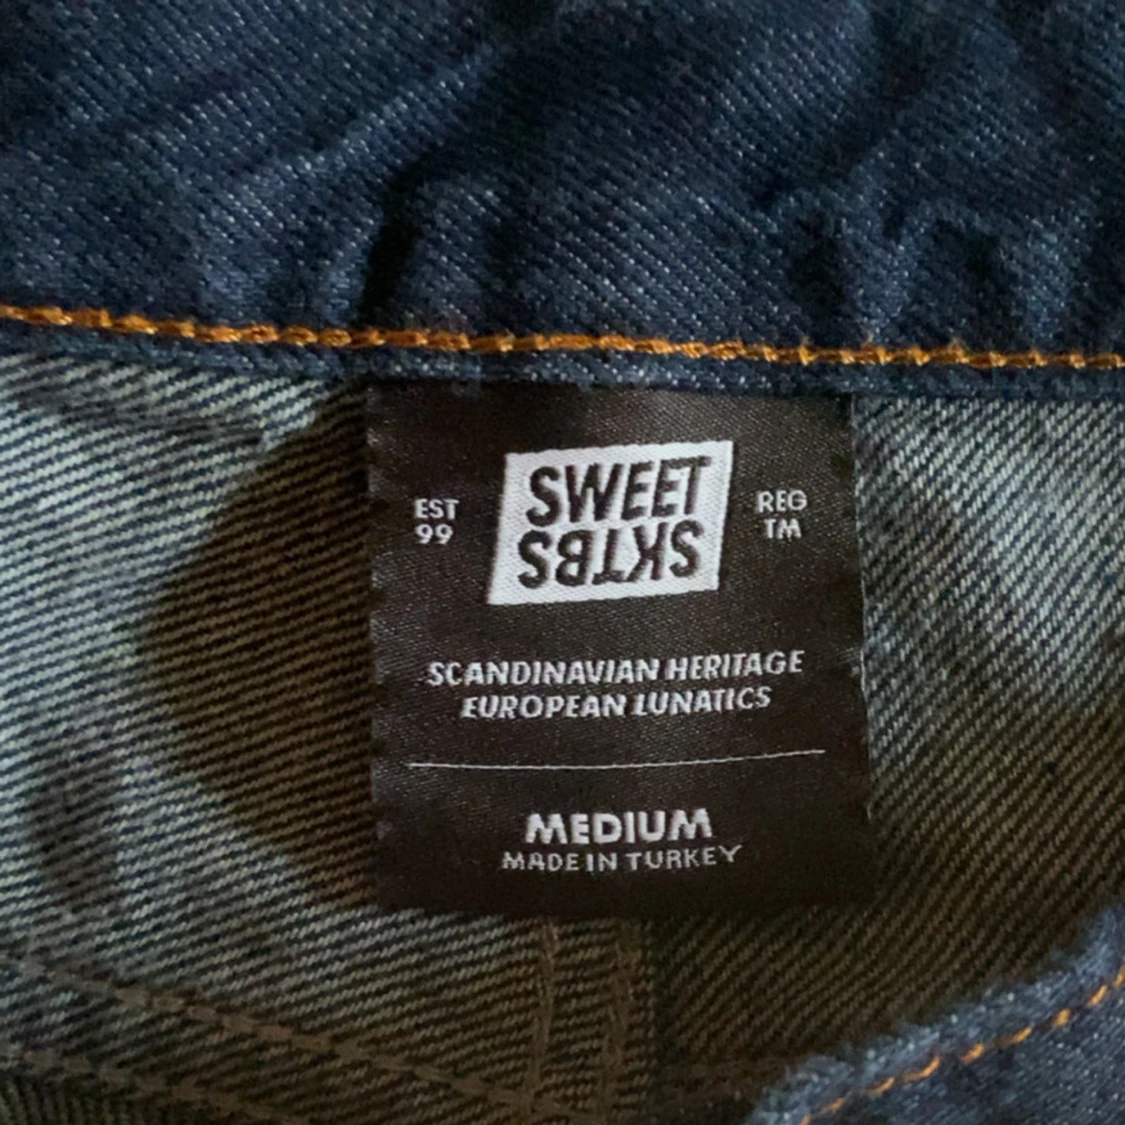 SWEET
SKTBS
EST
99
REG
TM
SCANDINAVIAN HERITAGE
EUROPEAN LUNATICS
MEDIUM
MADE IN TURKEY